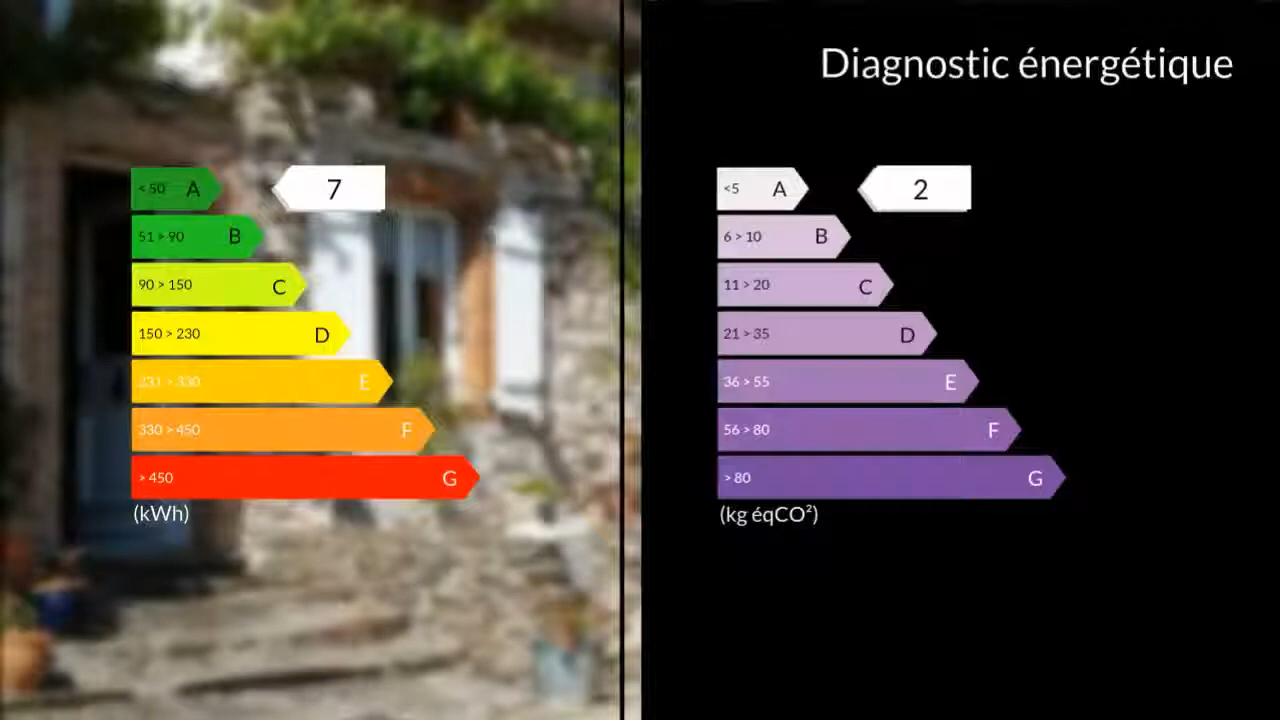 Diagnostic énergétique
<50 A
7
51 > 90 B
90 > 150 C
150 > 230 D
231 > 330 E
330 > 450 F
> 450 G
(kWh)
<5 A
2
6 > 10 B
11 > 20 C
21 > 35 D
36 > 55 E
56 > 80 F
> 80 G
(kg éqCO²)